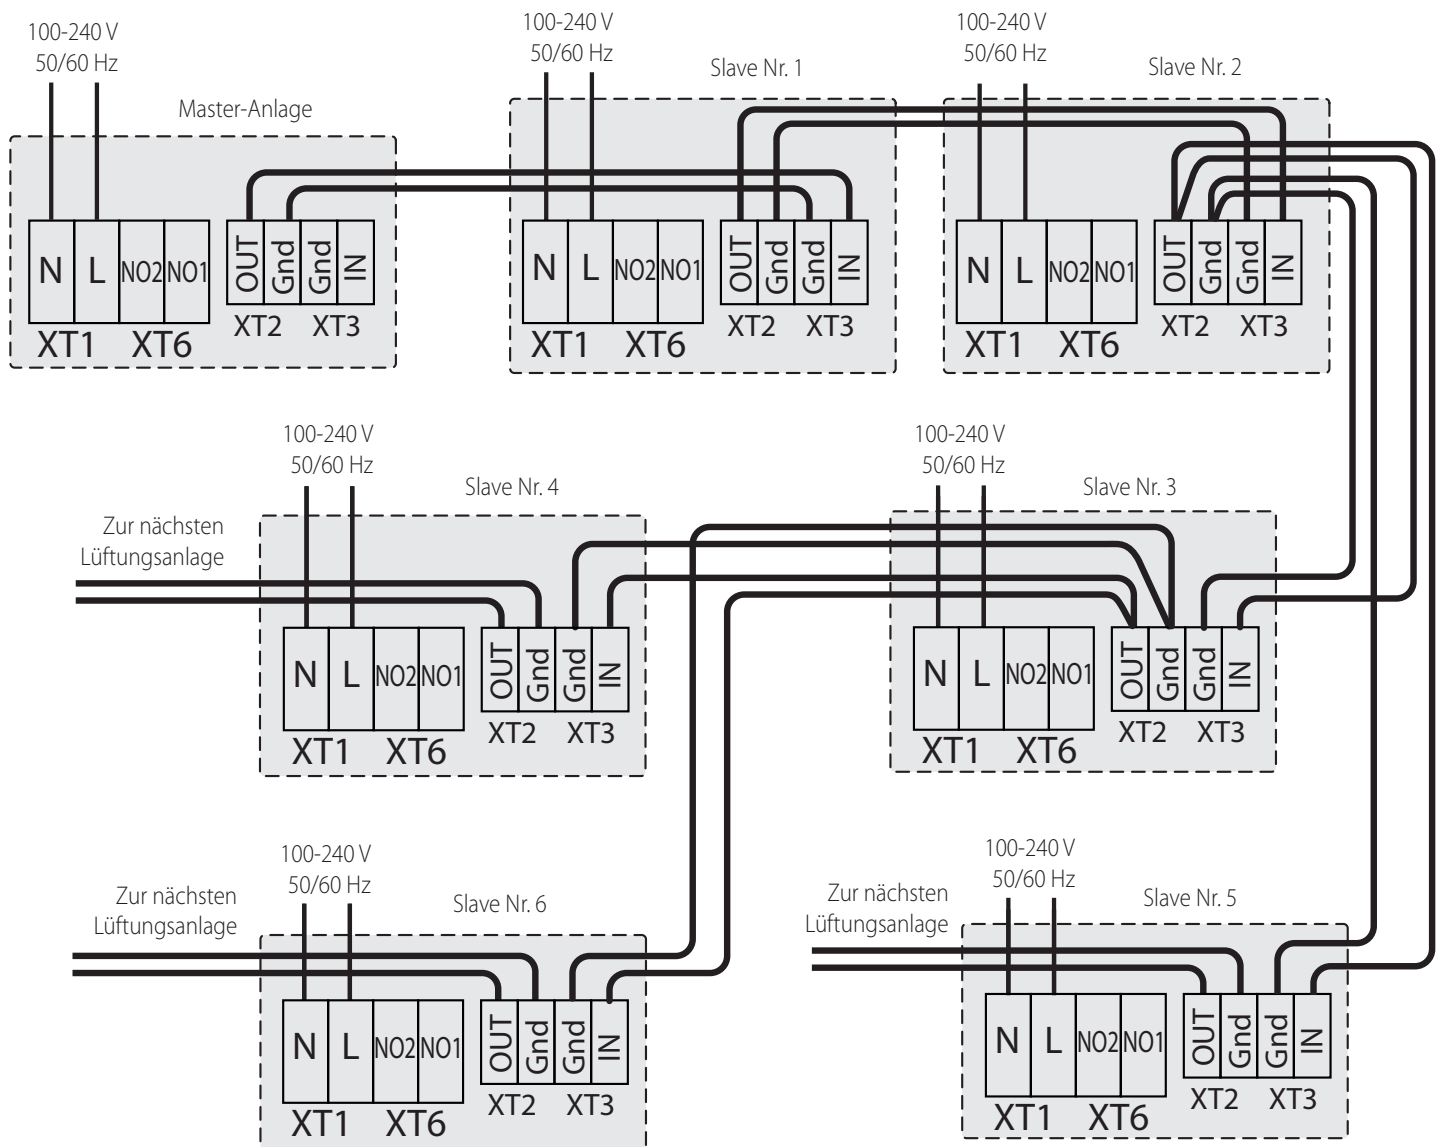 100-240 V
50/60 Hz
Master-Anlage
N L NO2 NO1 OUT Gnd Gnd IN
XT1 XT6 XT2 XT3
100-240 V
50/60 Hz
Slave Nr. 1
N L NO2 NO1 OUT Gnd Gnd IN
XT1 XT6 XT2 XT3
100-240 V
50/60 Hz
Slave Nr. 2
N L NO2 NO1 OUT Gnd Gnd IN
XT1 XT6 XT2 XT3
100-240 V
50/60 Hz
Slave Nr. 4
Zur nächsten
Lüftungsanlage
N L NO2 NO1 OUT Gnd Gnd IN
XT1 XT6 XT2 XT3
100-240 V
50/60 Hz
Slave Nr. 3
N L NO2 NO1 OUT Gnd Gnd IN
XT1 XT6 XT2 XT3
100-240 V
50/60 Hz
Slave Nr. 6
Zur nächsten
Lüftungsanlage
N L NO2 NO1 OUT Gnd Gnd IN
XT1 XT6 XT2 XT3
100-240 V
50/60 Hz
Slave Nr. 5
Zur nächsten
Lüftungsanlage
N L NO2 NO1 OUT Gnd Gnd IN
XT1 XT6 XT2 XT3